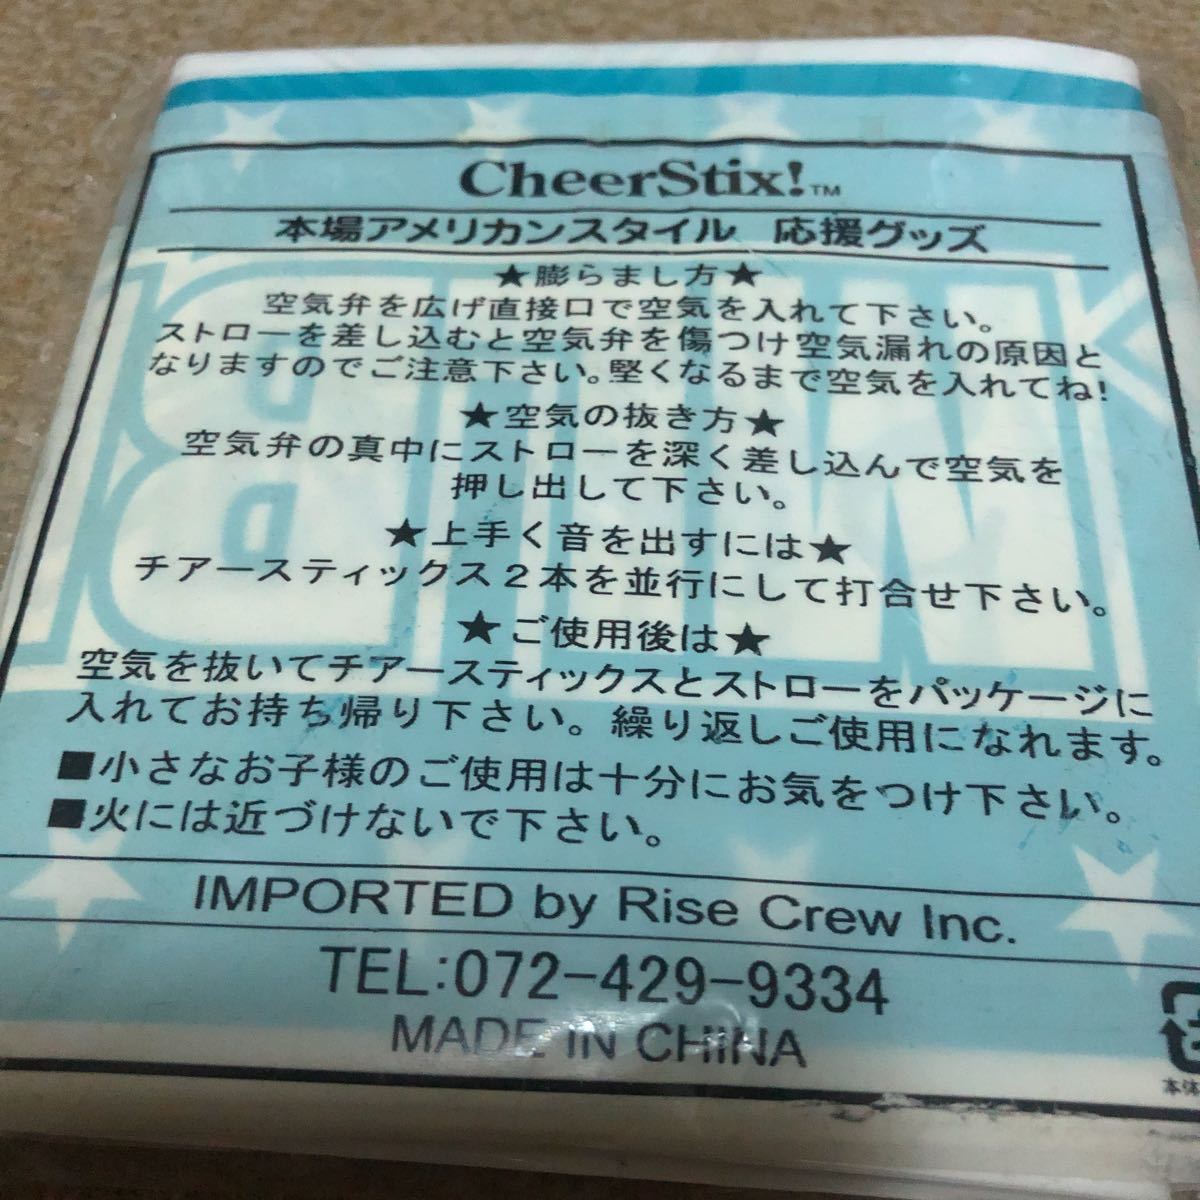 CheerStix!™
本場アメリカンスタイル 応援グッズ
★膨らまし方★
空気弁を広げ直接口で空気を入れて下さい。
ストローを差し込むと空気弁を傷つけ空気漏れの原因と
なりますのでご注意下さい。堅くなるまで空気を入れてね!
★空気の抜き方★
空気弁の真中にストローを深く差し込んで空気を
押し出して下さい。
★上手く音を出すには★
チアースティックス2本を並行にして打合せ下さい。
★ご使用後は★
空気を抜いてチアースティックスとストローをパッケージに
入れてお持ち帰り下さい。繰り返しご使用になれます。
■小さなお子様のご使用は十分にお気をつけ下さい。
■火には近づけないで下さい。
IMPORTED by Rise Crew Inc.
TEL:072-429-9334
MADE IN CHINA
本体